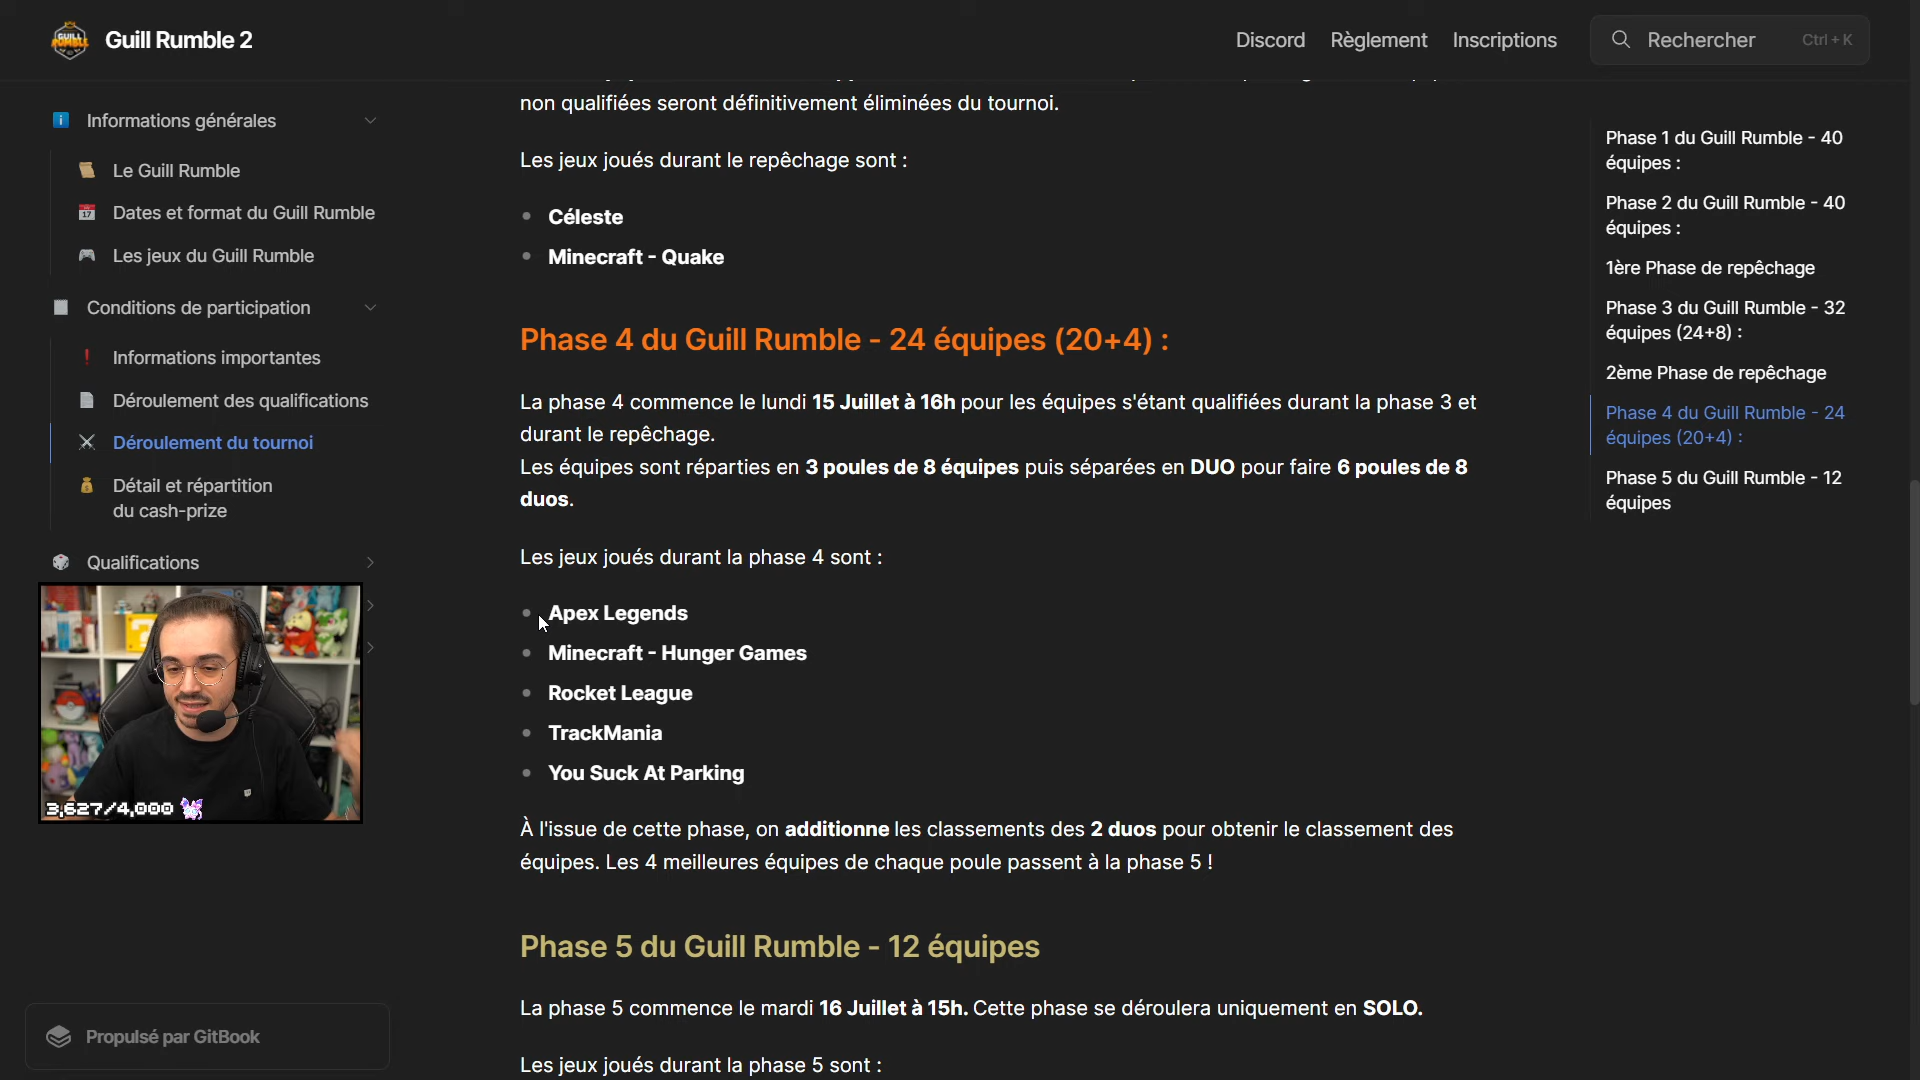 GUILL RUMBLE
Guill Rumble 2
Discord
Règlement
Inscriptions
Rechercher
Ctrl + K
Informations générales
Le Guill Rumble
17
Dates et format du Guill Rumble
Les jeux du Guill Rumble
Conditions de participation
Informations importantes
Déroulement des qualifications
Déroulement du tournoi
Détail et répartition
du cash-prize
Qualifications
3,627/4,000
Propulsé par GitBook
non qualifiées seront définitivement éliminées du tournoi.
Les jeux joués durant le repêchage sont :
Céleste
Minecraft - Quake
Phase 4 du Guill Rumble - 24 équipes (20+4) :
La phase 4 commence le lundi 15 Juillet à 16h pour les équipes s'étant qualifiées durant la phase 3 et
durant le repêchage.
Les équipes sont réparties en 3 poules de 8 équipes puis séparées en DUO pour faire 6 poules de 8
duos.
Les jeux joués durant la phase 4 sont :
Apex Legends
Minecraft - Hunger Games
Rocket League
TrackMania
You Suck At Parking
À l'issue de cette phase, on additionne les classements des 2 duos pour obtenir le classement des
équipes. Les 4 meilleures équipes de chaque poule passent à la phase 5 !
Phase 5 du Guill Rumble - 12 équipes
La phase 5 commence le mardi 16 Juillet à 15h. Cette phase se déroulera uniquement en SOLO.
Les jeux joués durant la phase 5 sont :
Phase 1 du Guill Rumble - 40
équipes :
Phase 2 du Guill Rumble - 40
équipes :
1ère Phase de repêchage
Phase 3 du Guill Rumble - 32
équipes (24+8) :
2ème Phase de repêchage
Phase 4 du Guill Rumble - 24
équipes (20+4) :
Phase 5 du Guill Rumble - 12
équipes